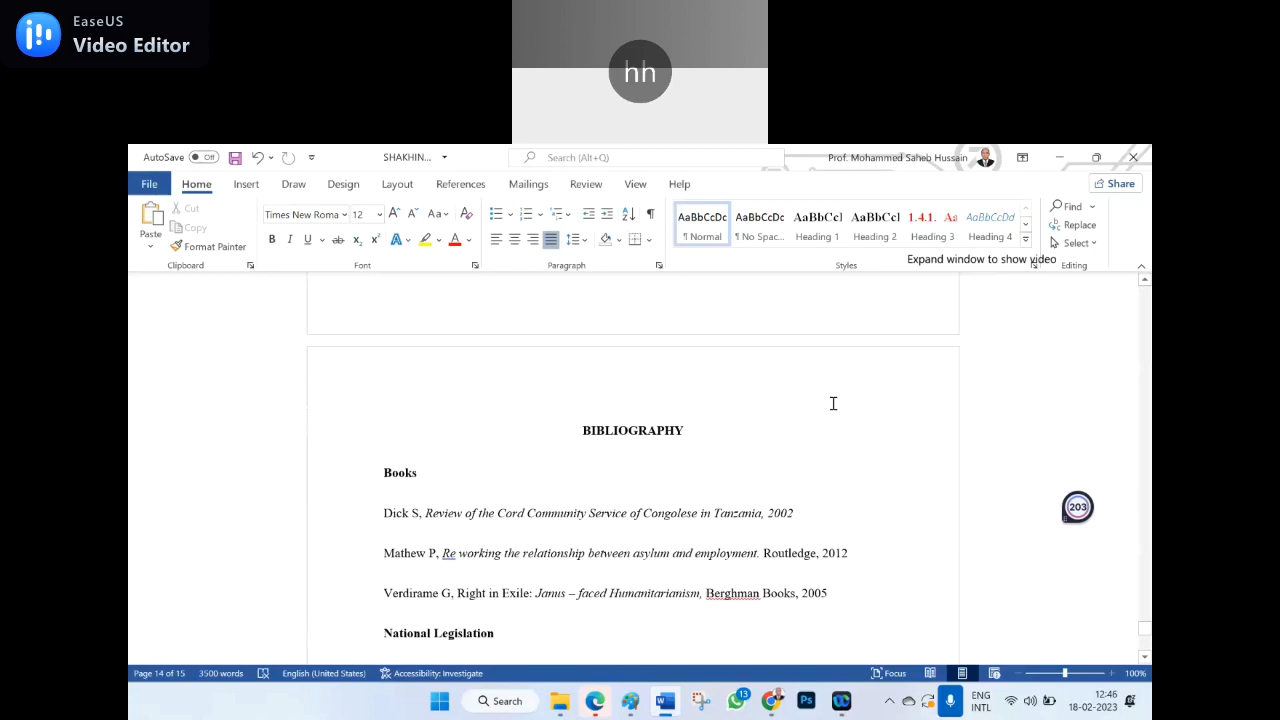 EaseUS
Video Editor
hh
AutoSave Off SHAKHIN... Search (Alt+Q) Prof. Mohammed Saheb Hussain
File Home Insert Draw Design Layout References Mailings Review View Help Share
Paste
Cut
Copy
Format Painter
Clipboard
Times New Roma 12
Font
Paragraph
AaBbCcDc AaBbCcDc AaBbCcl AaBbCcl 1.4.1. Aa AaBbCcDd
¶ Normal ¶ No Spac... Heading 1 Heading 2 Heading 3 Heading 4
Styles
Find
Replace
Select
Editing
Expand window to show video
BIBLIOGRAPHY
Books
Dick S, Review of the Cord Community Service of Congolese in Tanzania, 2002
Mathew P, Re working the relationship between asylum and employment. Routledge, 2012
Verdirame G, Right in Exile: Janus – faced Humanitarianism, Berghman Books, 2005
National Legislation
203
Page 14 of 15 3500 words English (United States) Accessibility: Investigate Focus 100%
Search 13 Ps ENG INTL 12:46 18-02-2023